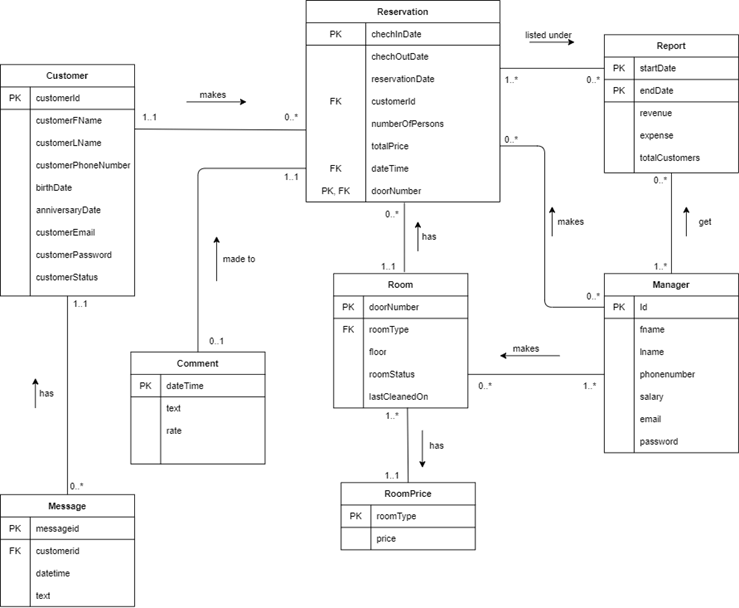 Reservation
PK chechInDate
chechOutDate
reservationDate
FK customerId
numberOfPersons
totalPrice
FK dateTime
PK, FK doorNumber
listed under
1..*
0..*
Report
PK startDate
PK endDate
revenue
expense
totalCustomers
Customer
PK customerId
customerFName
customerLName
customerPhoneNumber
birthDate
anniversaryDate
customerEmail
customerPassword
customerStatus
makes
1..1
0..*
1..1
0..*
made to
0..1
0..*
has
1..1
makes
0..*
0..*
get
1..*
Room
PK doorNumber
FK roomType
floor
roomStatus
lastCleanedOn
makes
0..*
1..*
Manager
PK Id
fname
lname
phonenumber
salary
email
password
Comment
PK dateTime
text
rate
1..1
has
0..*
1..*
has
1..1
RoomPrice
PK roomType
price
Message
PK messageid
FK customerid
datetime
text